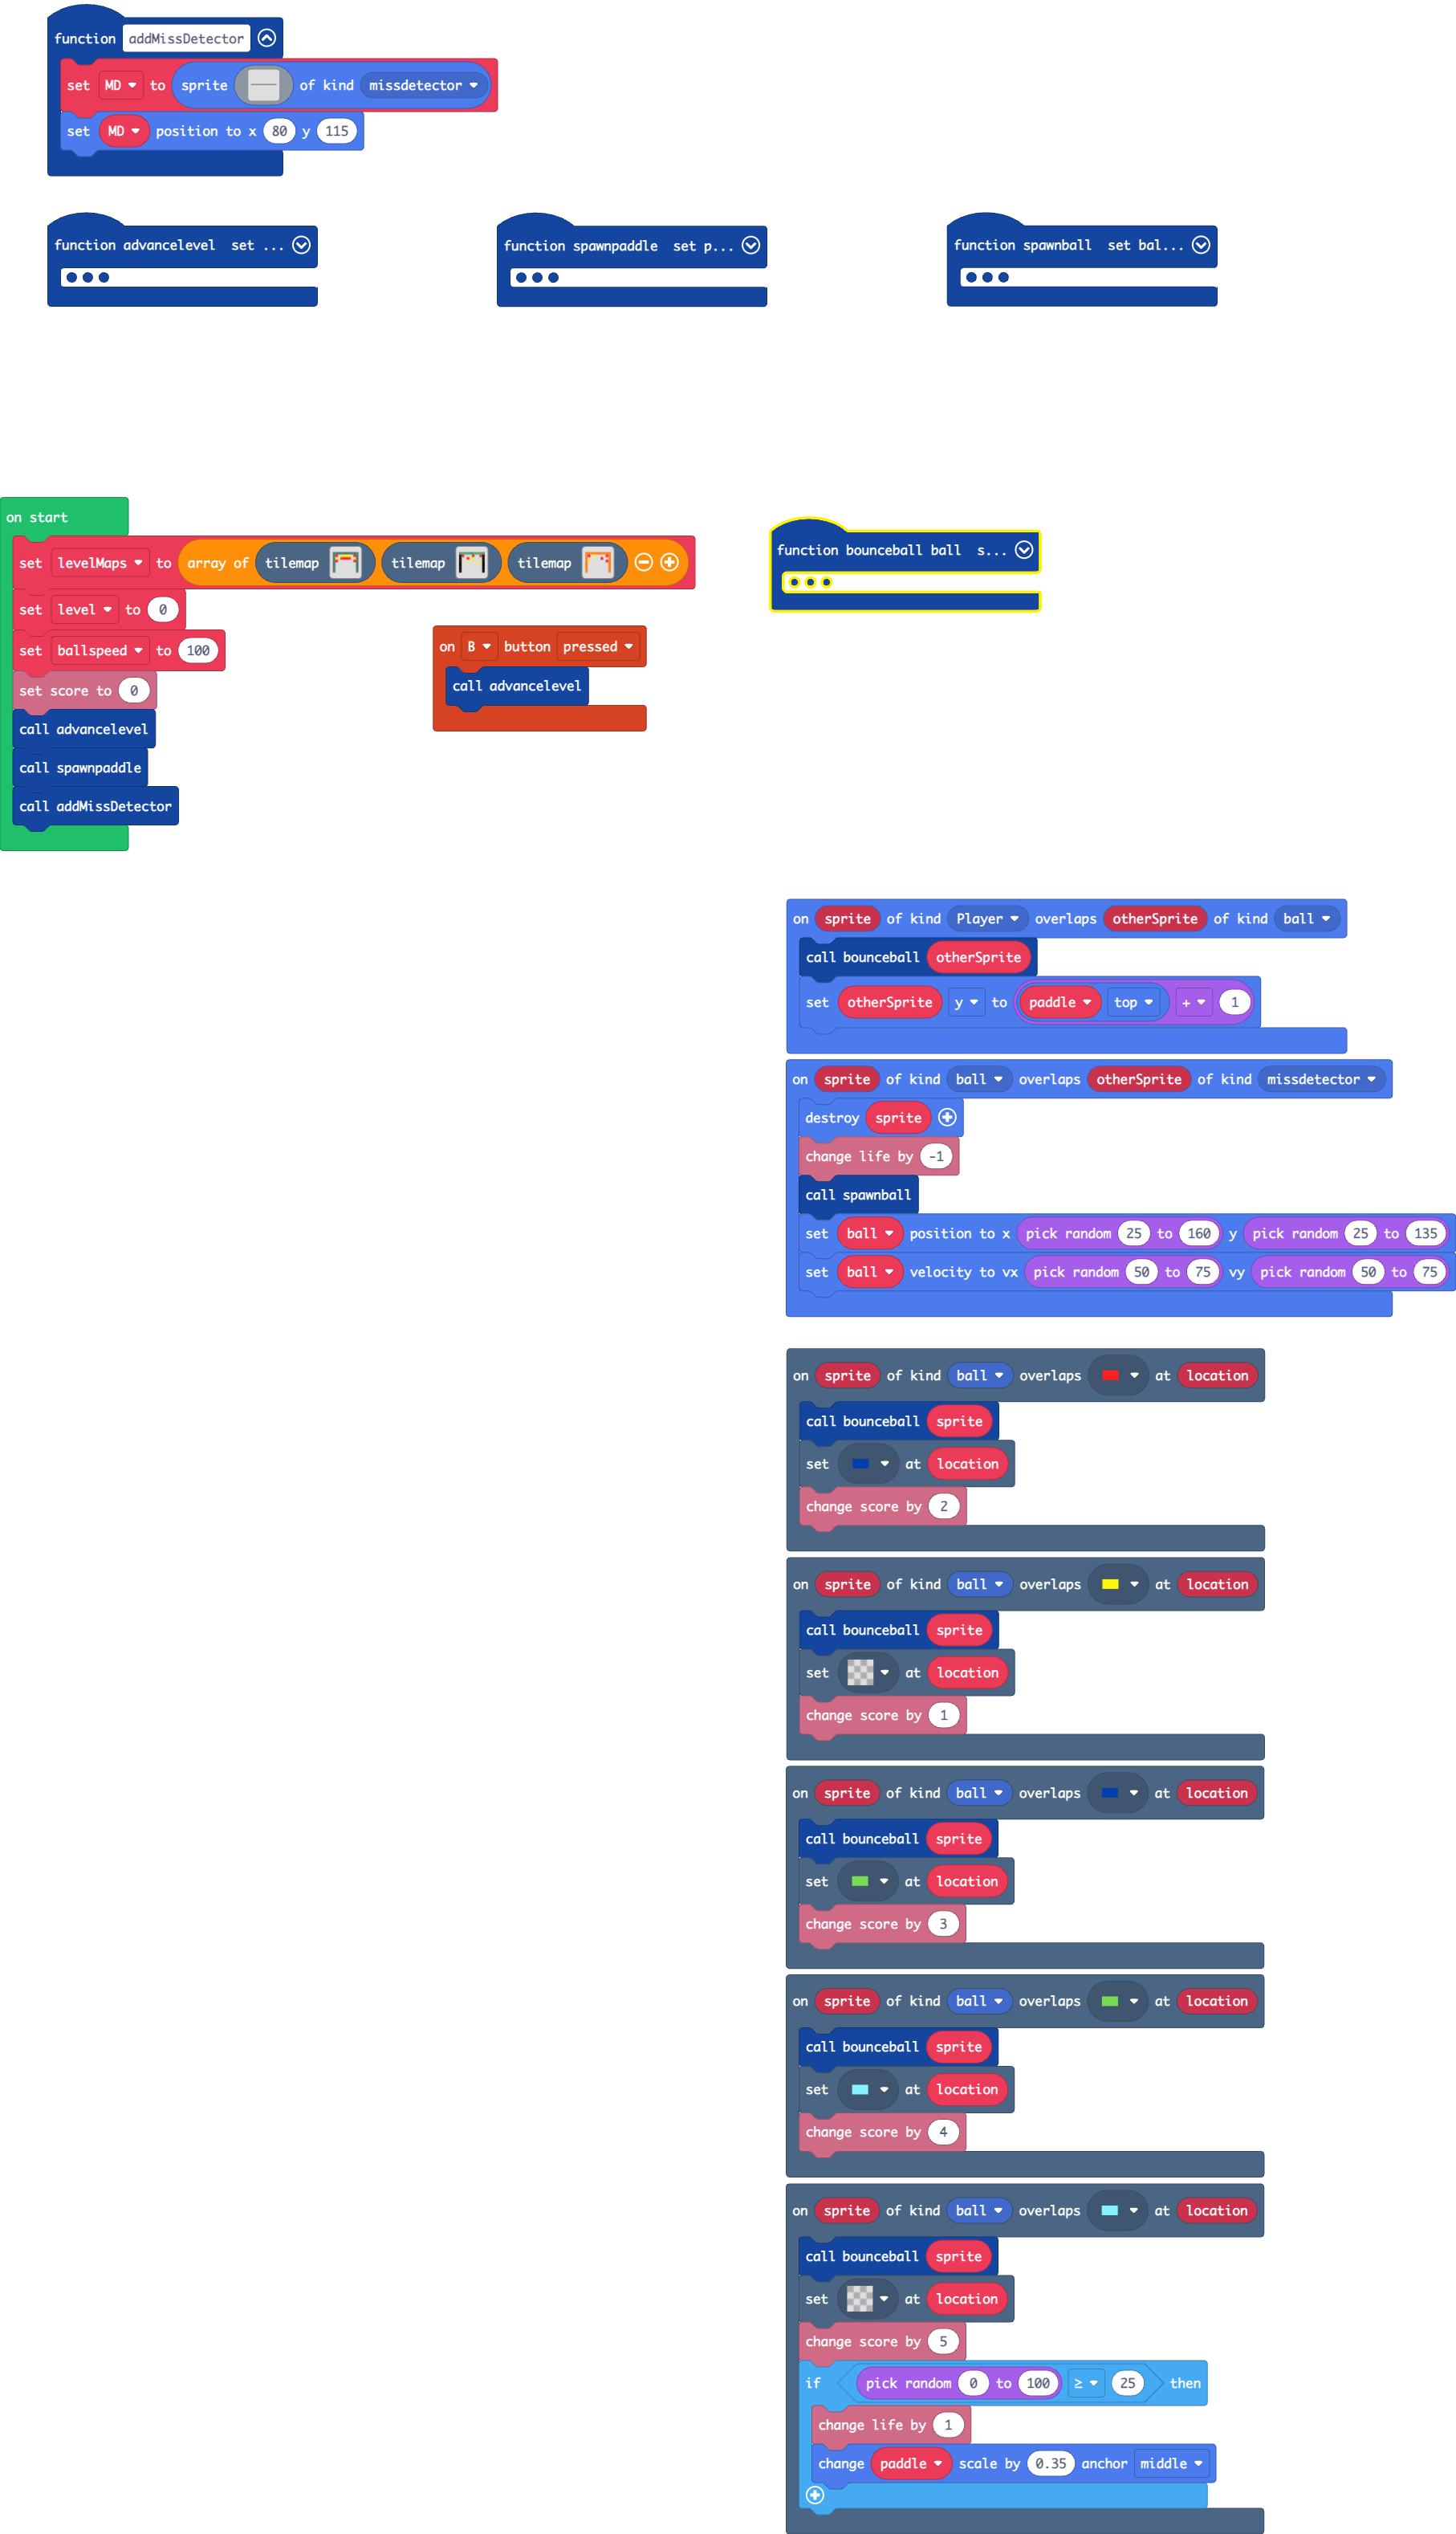 function addMissDetector
set MD to sprite of kind missdetector
set MD position to x 80 y 115
function advancelevel set ...
function spawnpaddle set p...
function spawnball set bal...
on start
set levelMaps to array of tilemap tilemap tilemap
set level to 0
set ballspeed to 100
set score to 0
call advancelevel
call spawnpaddle
call addMissDetector
on B button pressed
call advancelevel
function bounceball ball s...
on sprite of kind Player overlaps otherSprite of kind ball
call bounceball otherSprite
set otherSprite y to paddle top + 1
on sprite of kind ball overlaps otherSprite of kind missdetector
destroy sprite
change life by -1
call spawnball
set ball position to x pick random 25 to 160 y pick random 25 to 135
set ball velocity to vx pick random 50 to 75 vy pick random 50 to 75
on sprite of kind ball overlaps at location
call bounceball sprite
set at location
change score by 2
on sprite of kind ball overlaps at location
call bounceball sprite
set at location
change score by 1
on sprite of kind ball overlaps at location
call bounceball sprite
set at location
change score by 3
on sprite of kind ball overlaps at location
call bounceball sprite
set at location
change score by 4
on sprite of kind ball overlaps at location
call bounceball sprite
set at location
change score by 5
if pick random 0 to 100 ≥ 25 then
change life by 1
change paddle scale by 0.35 anchor middle